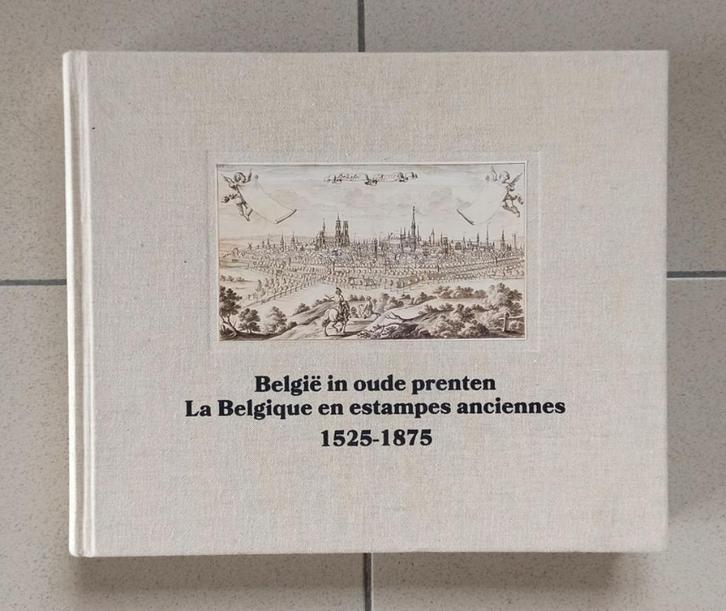 België in oude prenten
La Belgique en estampes anciennes
1525-1875